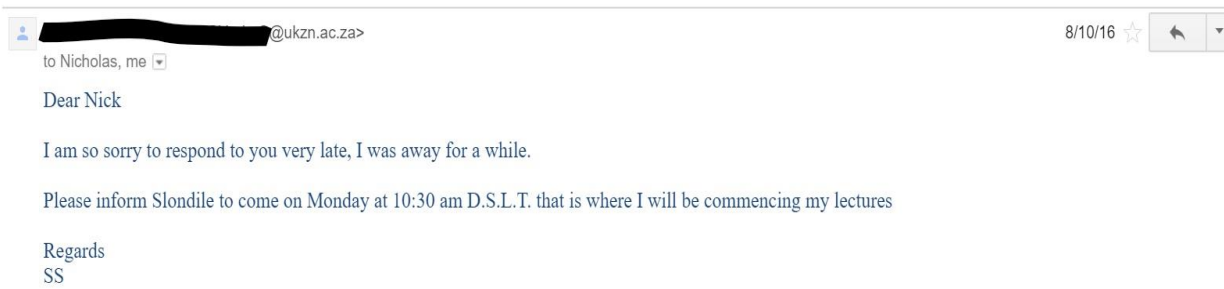 @ukzn.ac.za> 8/10/16
to Nicholas, me
Dear Nick
I am so sorry to respond to you very late, I was away for a while.
Please inform Slondile to come on Monday at 10:30 am D.S.L.T. that is where I will be commencing my lectures
Regards
SS